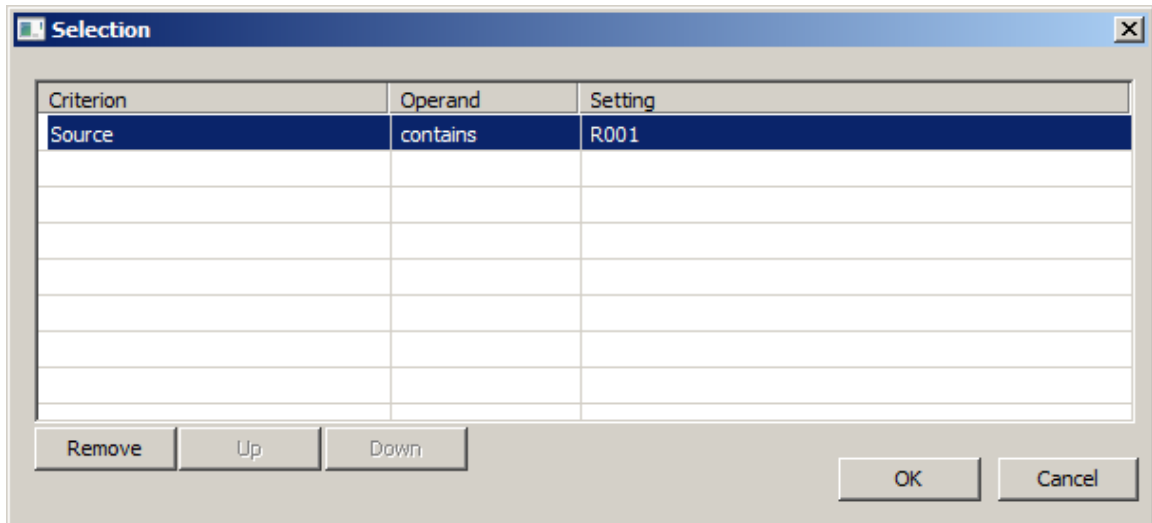 Selection
Criterion Operand Setting
Source contains R001
Remove Up Down
OK Cancel